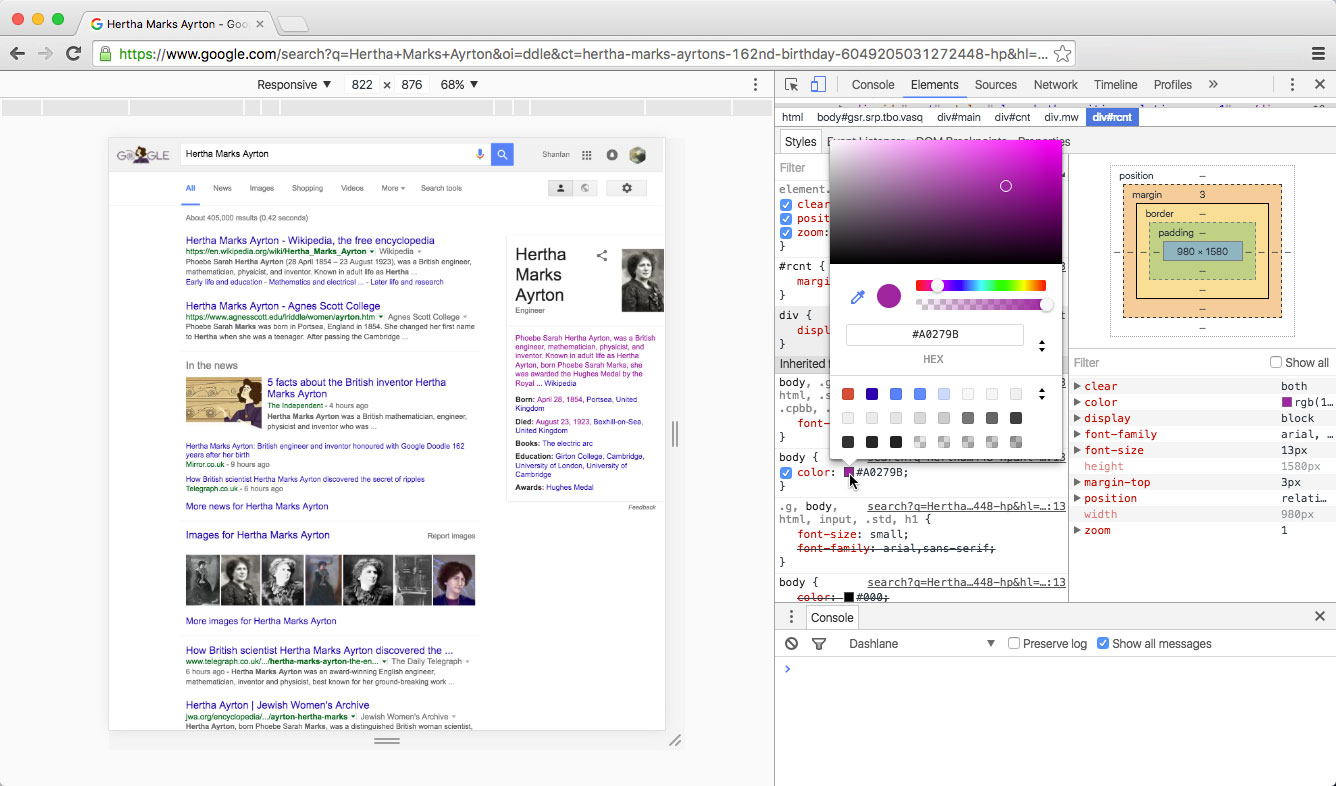 Hertha Marks Ayrton - Goo
https://www.google.com/search?q=Hertha+Marks+Ayrton&oi=ddle&ct=hertha-marks-ayrtons-162nd-birthday-6049205031272448-hp&hl=...
Responsive ▼ 822 × 876 68% ▼
Hertha Marks Ayrton
Shanfan
All News Images Shopping Videos More Search tools
About 405,000 results (0.42 seconds)
Hertha Marks Ayrton - Wikipedia, the free encyclopedia
https://en.wikipedia.org/wiki/Hertha_Marks_Ayrton Wikipedia
Phoebe Sarah Hertha Ayrton (28 April 1854 – 23 August 1923), was a British engineer,
mathematician, physicist, and inventor. Known in adult life as Hertha ...
Early life and education - Mathematics and electrical ... - Later life and research
Hertha Marks Ayrton - Agnes Scott College
https://www.agnesscott.edu/lriddle/women/ayrton.htm Agnes Scott College
Phoebe Sarah Marks was born in Portsea, England in 1854. She changed her first name
to Hertha when she was a teenager. After passing the Cambridge ...
In the news
5 facts about the British inventor Hertha
Marks Ayrton
The Independent - 4 hours ago
Hertha Marks Ayrton was a British engineer, mathematician,
physicist and inventor who was ...
Hertha Marks Ayrton: British engineer and inventor honoured with Google Doodle 162
years after her birth
Mirror.co.uk - 9 hours ago
How British scientist Hertha Marks Ayrton discovered the secret of ripples
Telegraph.co.uk - 6 hours ago
More news for Hertha Marks Ayrton
Images for Hertha Marks Ayrton Report images
More images for Hertha Marks Ayrton
How British scientist Hertha Marks Ayrton discovered the ...
www.telegraph.co.uk/.../hertha-marks-ayrton-the-en... The Daily Telegraph
6 hours ago - Hertha Marks Ayrton was an award-winning English engineer,
mathematician, inventor and physicist, best known for her ground-breaking work ...
Hertha Ayrton | Jewish Women's Archive
jwa.org/encyclopedia/.../ayrton-hertha-marks Jewish Women's Archive
Hertha Ayrton, born Phoebe Sarah Marks, was a distinguished British woman scientist,
Hertha
Marks
Ayrton
Engineer
Phoebe Sarah Hertha Ayrton, was a British
engineer, mathematician, physicist, and
inventor. Known in adult life as Hertha
Ayrton, born Phoebe Sarah Marks, she
was awarded the Hughes Medal by the
Royal ... Wikipedia
Born: April 28, 1854, Portsea, United
Kingdom
Died: August 23, 1923, Bexhill-on-Sea,
United Kingdom
Books: The electric arc
Education: Girton College, Cambridge,
University of London, University of
Cambridge
Awards: Hughes Medal
Feedback
Console Elements Sources Network Timeline Profiles »
html body#gsr.srp.tbo.vasq div#main div#cnt div.mw div#rcnt
Styles Event Listeners DOM Breakpoints Properties
Filter
element.
clear
posit
zoom:
}
#rcnt {
margi
}
div {
displ
}
Inherited f
body, .g
html, .s
.cpbb,
font-
}
#A0279B
HEX
body {
color: #A0279B;
}
.g, body, search?q=Hertha…448-hp&hl=…:13
html, input, .std, h1 {
font-size: small;
font-family: arial,sans-serif;
}
body { search?q=Hertha…448-hp&hl=…:13
color: #000;
position –
margin 3
border –
padding –
980 × 1580
Filter Show all
clear both
color rgb(1…
display block
font-family arial, …
font-size 13px
height 1580px
margin-top 3px
position relati…
width 980px
zoom 1
Console
Dashlane ▼ Preserve log Show all messages
>